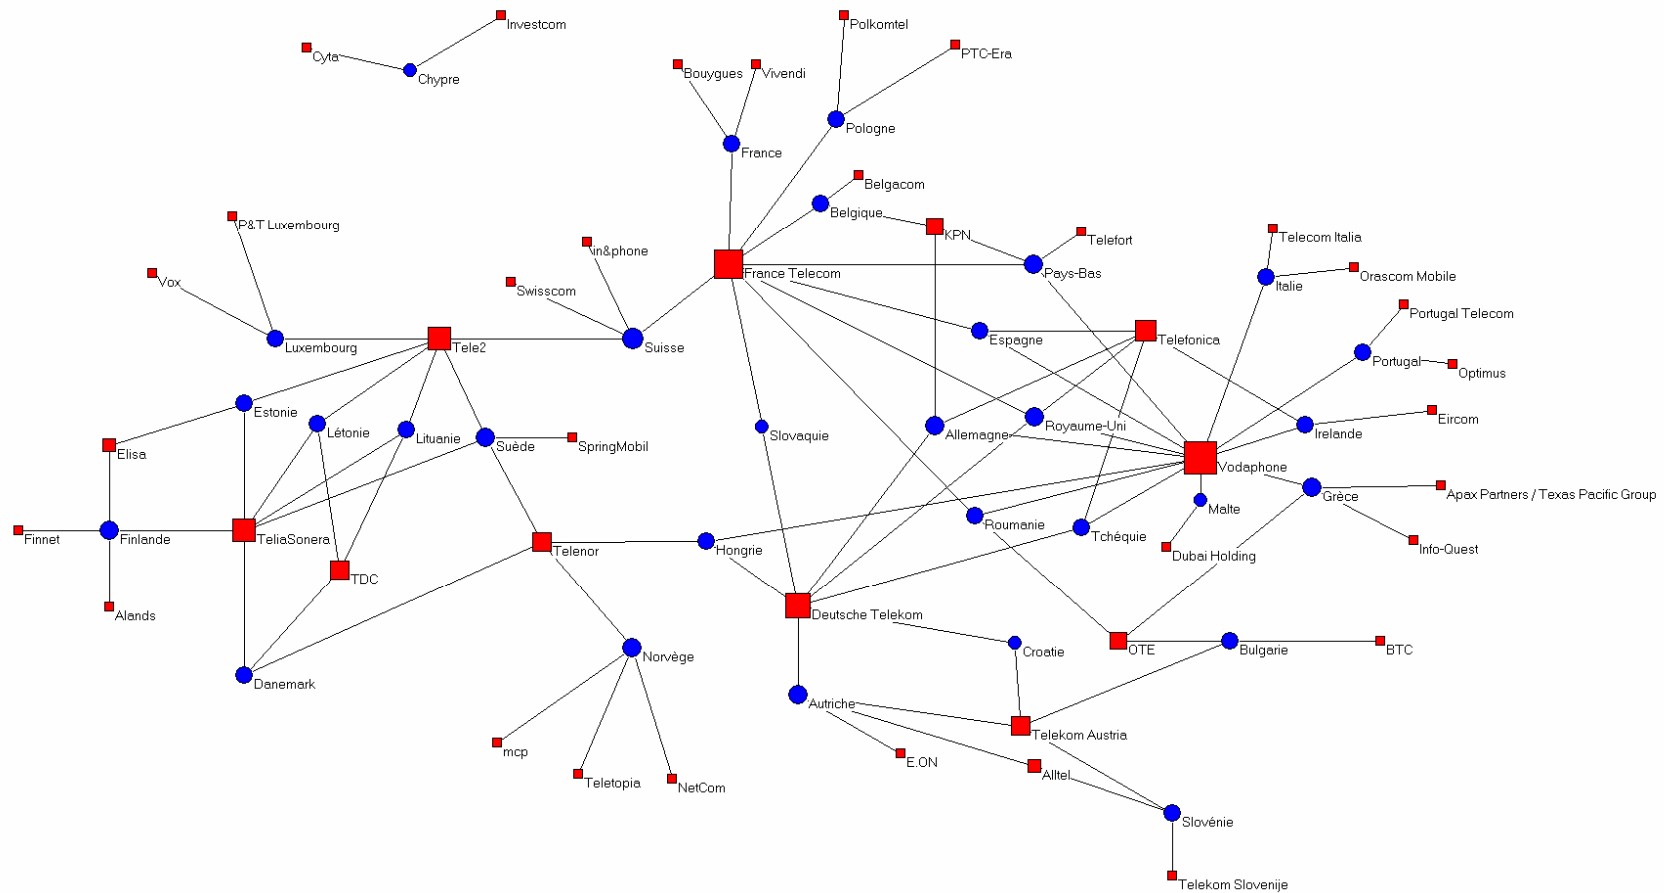 Investcom
Polkomtel
Cyta
PTC-Era
Chypre
Bouygues
Vivendi
Pologne
France
Belgacom
Belgique
P&T Luxembourg
KPN
Telefort
Telecom Italia
in&phone
France Telecom
Pays-Bas
Orascom Mobile
Vox
Swisscom
Italie
Portugal Telecom
Luxembourg
Tele2
Suisse
Espagne
Telefonica
Portugal
Optimus
Estonie
Létonie
Lituanie
Slovaquie
Allemagne
Royaume-Uni
Irelande
Eircom
Elisa
Suède
SpringMobil
Vodaphone
Grèce
Apax Partners / Texas Pacific Group
Malte
Finnet
Finlande
TeliaSonera
Roumanie
Tchéquie
Telenor
Hongrie
Dubai Holding
Info-Quest
TDC
Alands
Deutsche Telekom
Norvège
Croatie
OTE
Bulgarie
BTC
Danemark
Autriche
Telekom Austria
mcp
E.ON
Alltel
Teletopia
NetCom
Slovénie
Telekom Slovenije